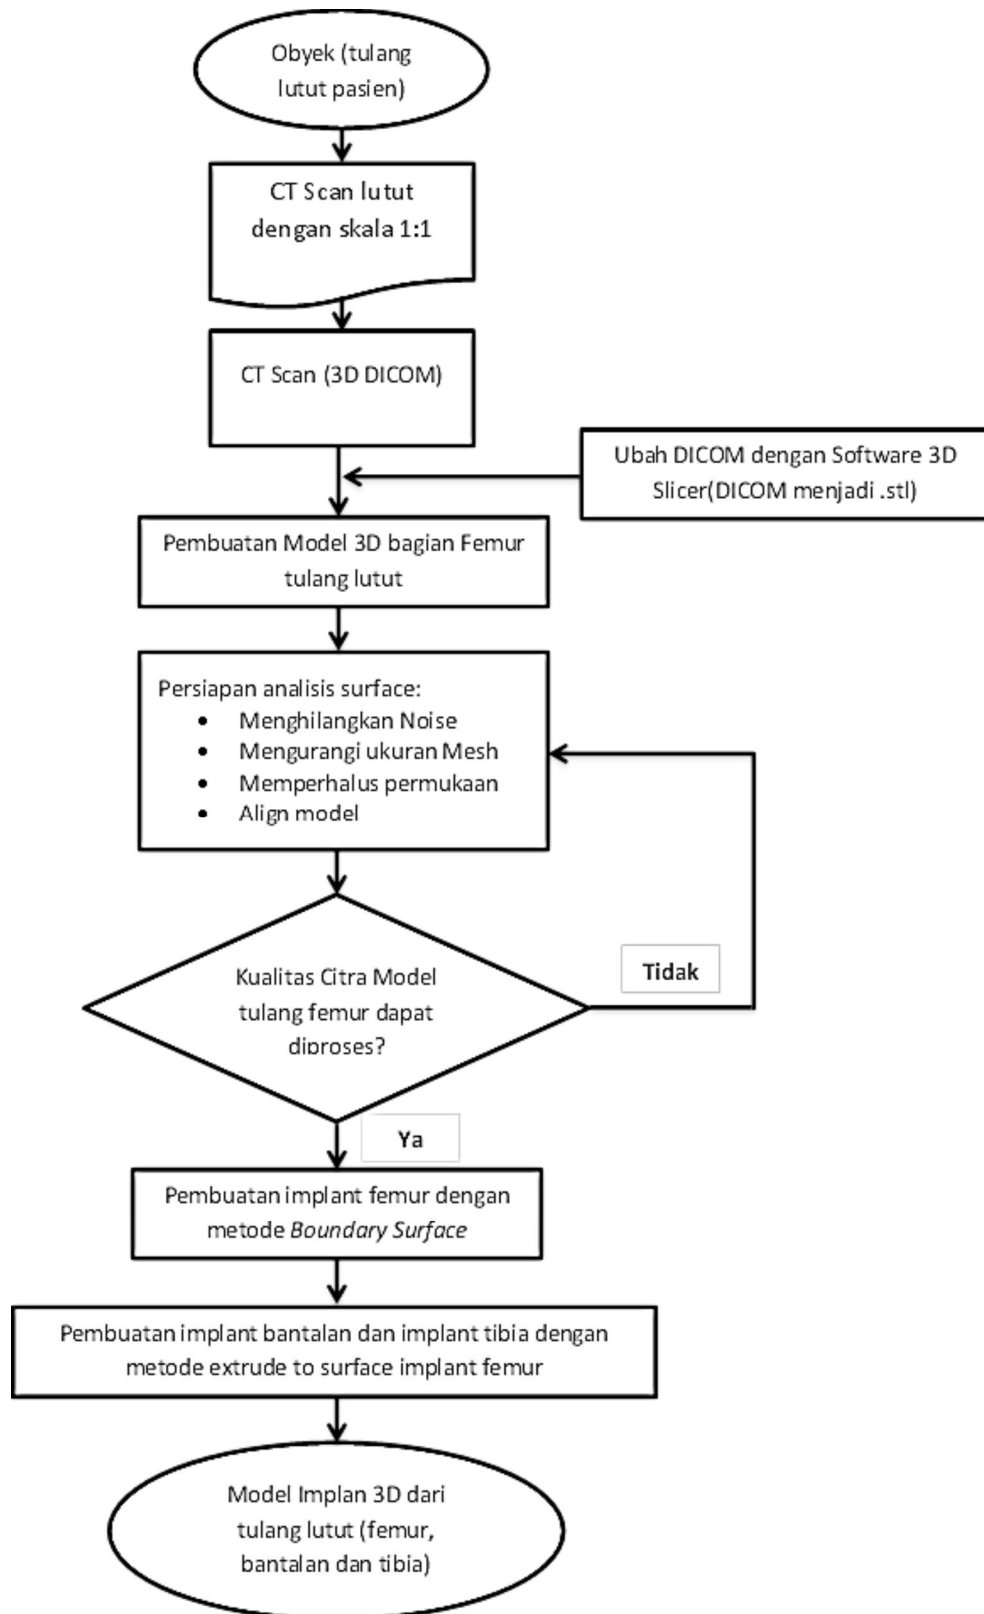 Obyek (tulang
lutut pasien)
CT Scan lutut
dengan skala 1:1
CT Scan (3D DICOM)
Ubah DICOM dengan Software 3D
Slicer(DICOM menjadi .stl)
Pembuatan Model 3D bagian Femur
tulang lutut
Persiapan analisis surface:
• Menghilangkan Noise
• Mengurangi ukuran Mesh
• Memperhalus permukaan
• Align model
Kualitas Citra Model
tulang femur dapat
diproses?
Tidak
Ya
Pembuatan implant femur dengan
metode Boundary Surface
Pembuatan implant bantalan dan implant tibia dengan
metode extrude to surface implant femur
Model Implan 3D dari
tulang lutut (femur,
bantalan dan tibia)